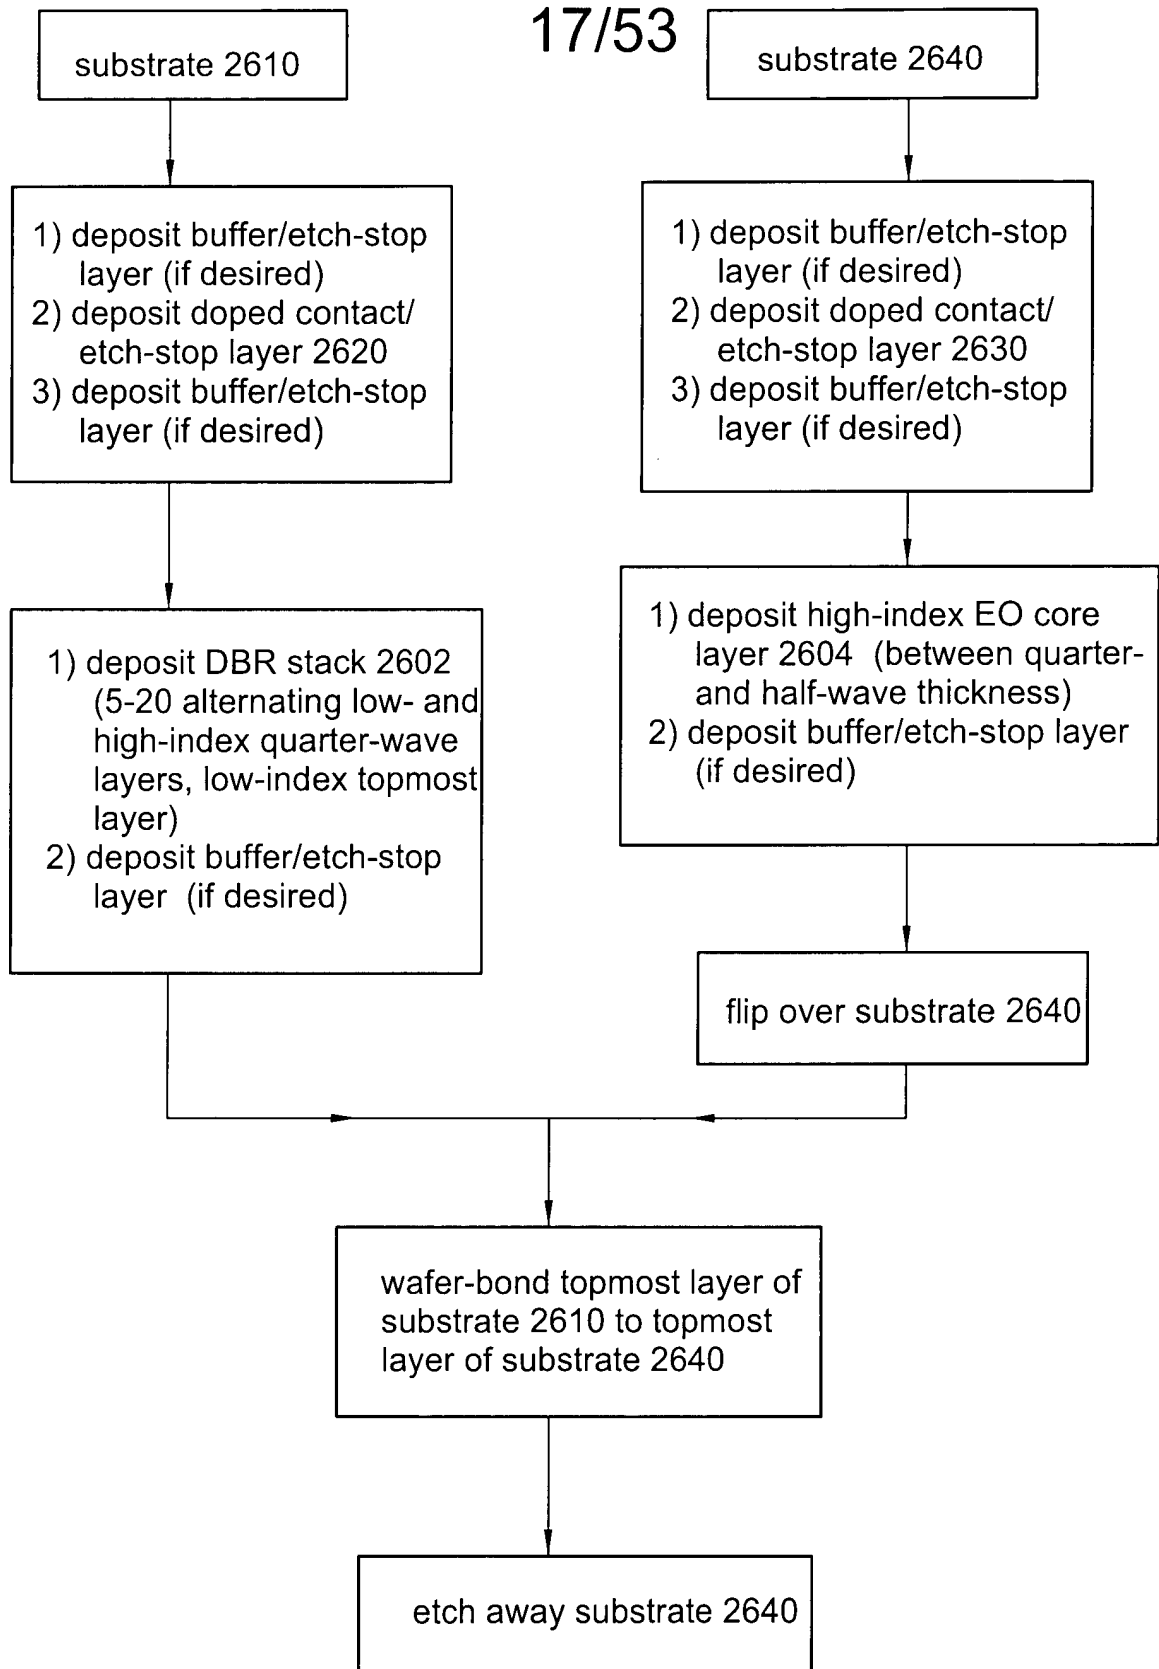 17/53
substrate 2610
1) deposit buffer/etch-stop
layer (if desired)
2) deposit doped contact/
etch-stop layer 2620
3) deposit buffer/etch-stop
layer (if desired)
1) deposit DBR stack 2602
(5-20 alternating low- and
high-index quarter-wave
layers, low-index topmost
layer)
2) deposit buffer/etch-stop
layer (if desired)
substrate 2640
1) deposit buffer/etch-stop
layer (if desired)
2) deposit doped contact/
etch-stop layer 2630
3) deposit buffer/etch-stop
layer (if desired)
1) deposit high-index EO core
layer 2604 (between quarter-
and half-wave thickness)
2) deposit buffer/etch-stop layer
(if desired)
flip over substrate 2640
wafer-bond topmost layer of
substrate 2610 to topmost
layer of substrate 2640
etch away substrate 2640